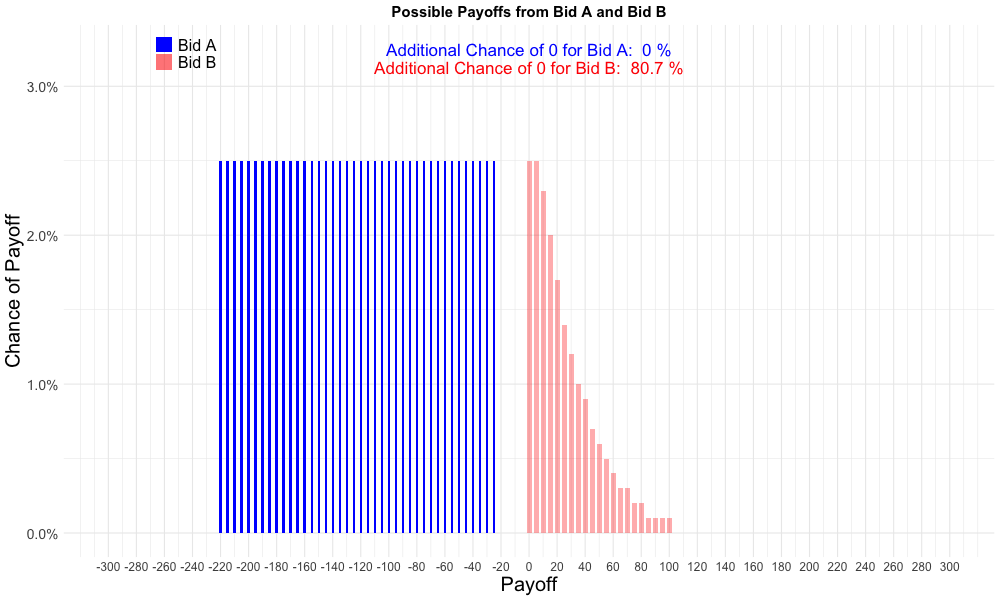 Possible Payoffs from Bid A and Bid B
Bid A
Bid B
Additional Chance of 0 for Bid A:  0 %
Additional Chance of 0 for Bid B:  80.7 %
Chance of Payoff
3.0%
2.0%
1.0%
0.0%
-300 -280 -260 -240 -220 -200 -180 -160 -140 -120 -100 -80 -60 -40 -20 0 20 40 60 80 100 120 140 160 180 200 220 240 260 280 300
Payoff